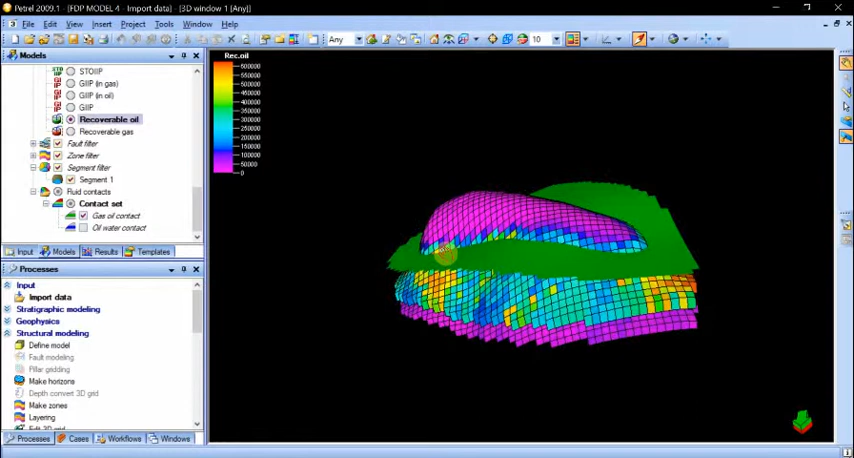 Petrel 2009.1 - [FDP MODEL 4 - Import data] - [3D window 1 [Any]]
File Edit View Insert Project Tools Window Help
Any 10
Models
STOIIP
GIIP (in gas)
GIIP (in oil)
GIIP
Recoverable oil
Recoverable gas
Fault filter
Zone filter
Segment filter
Segment 1
Fluid contacts
Contact set
Gas oil contact
Oil water contact
Input Models Results Templates
Processes
Input
Import data
Stratigraphic modeling
Geophysics
Structural modeling
Define model
Fault modeling
Pillar gridding
Make horizons
Depth convert 3D grid
Make zones
Layering
Edit 3D grid
Processes Cases Workflows Windows
Rec.oil
600000
550000
500000
450000
400000
350000
300000
250000
200000
150000
100000
50000
0